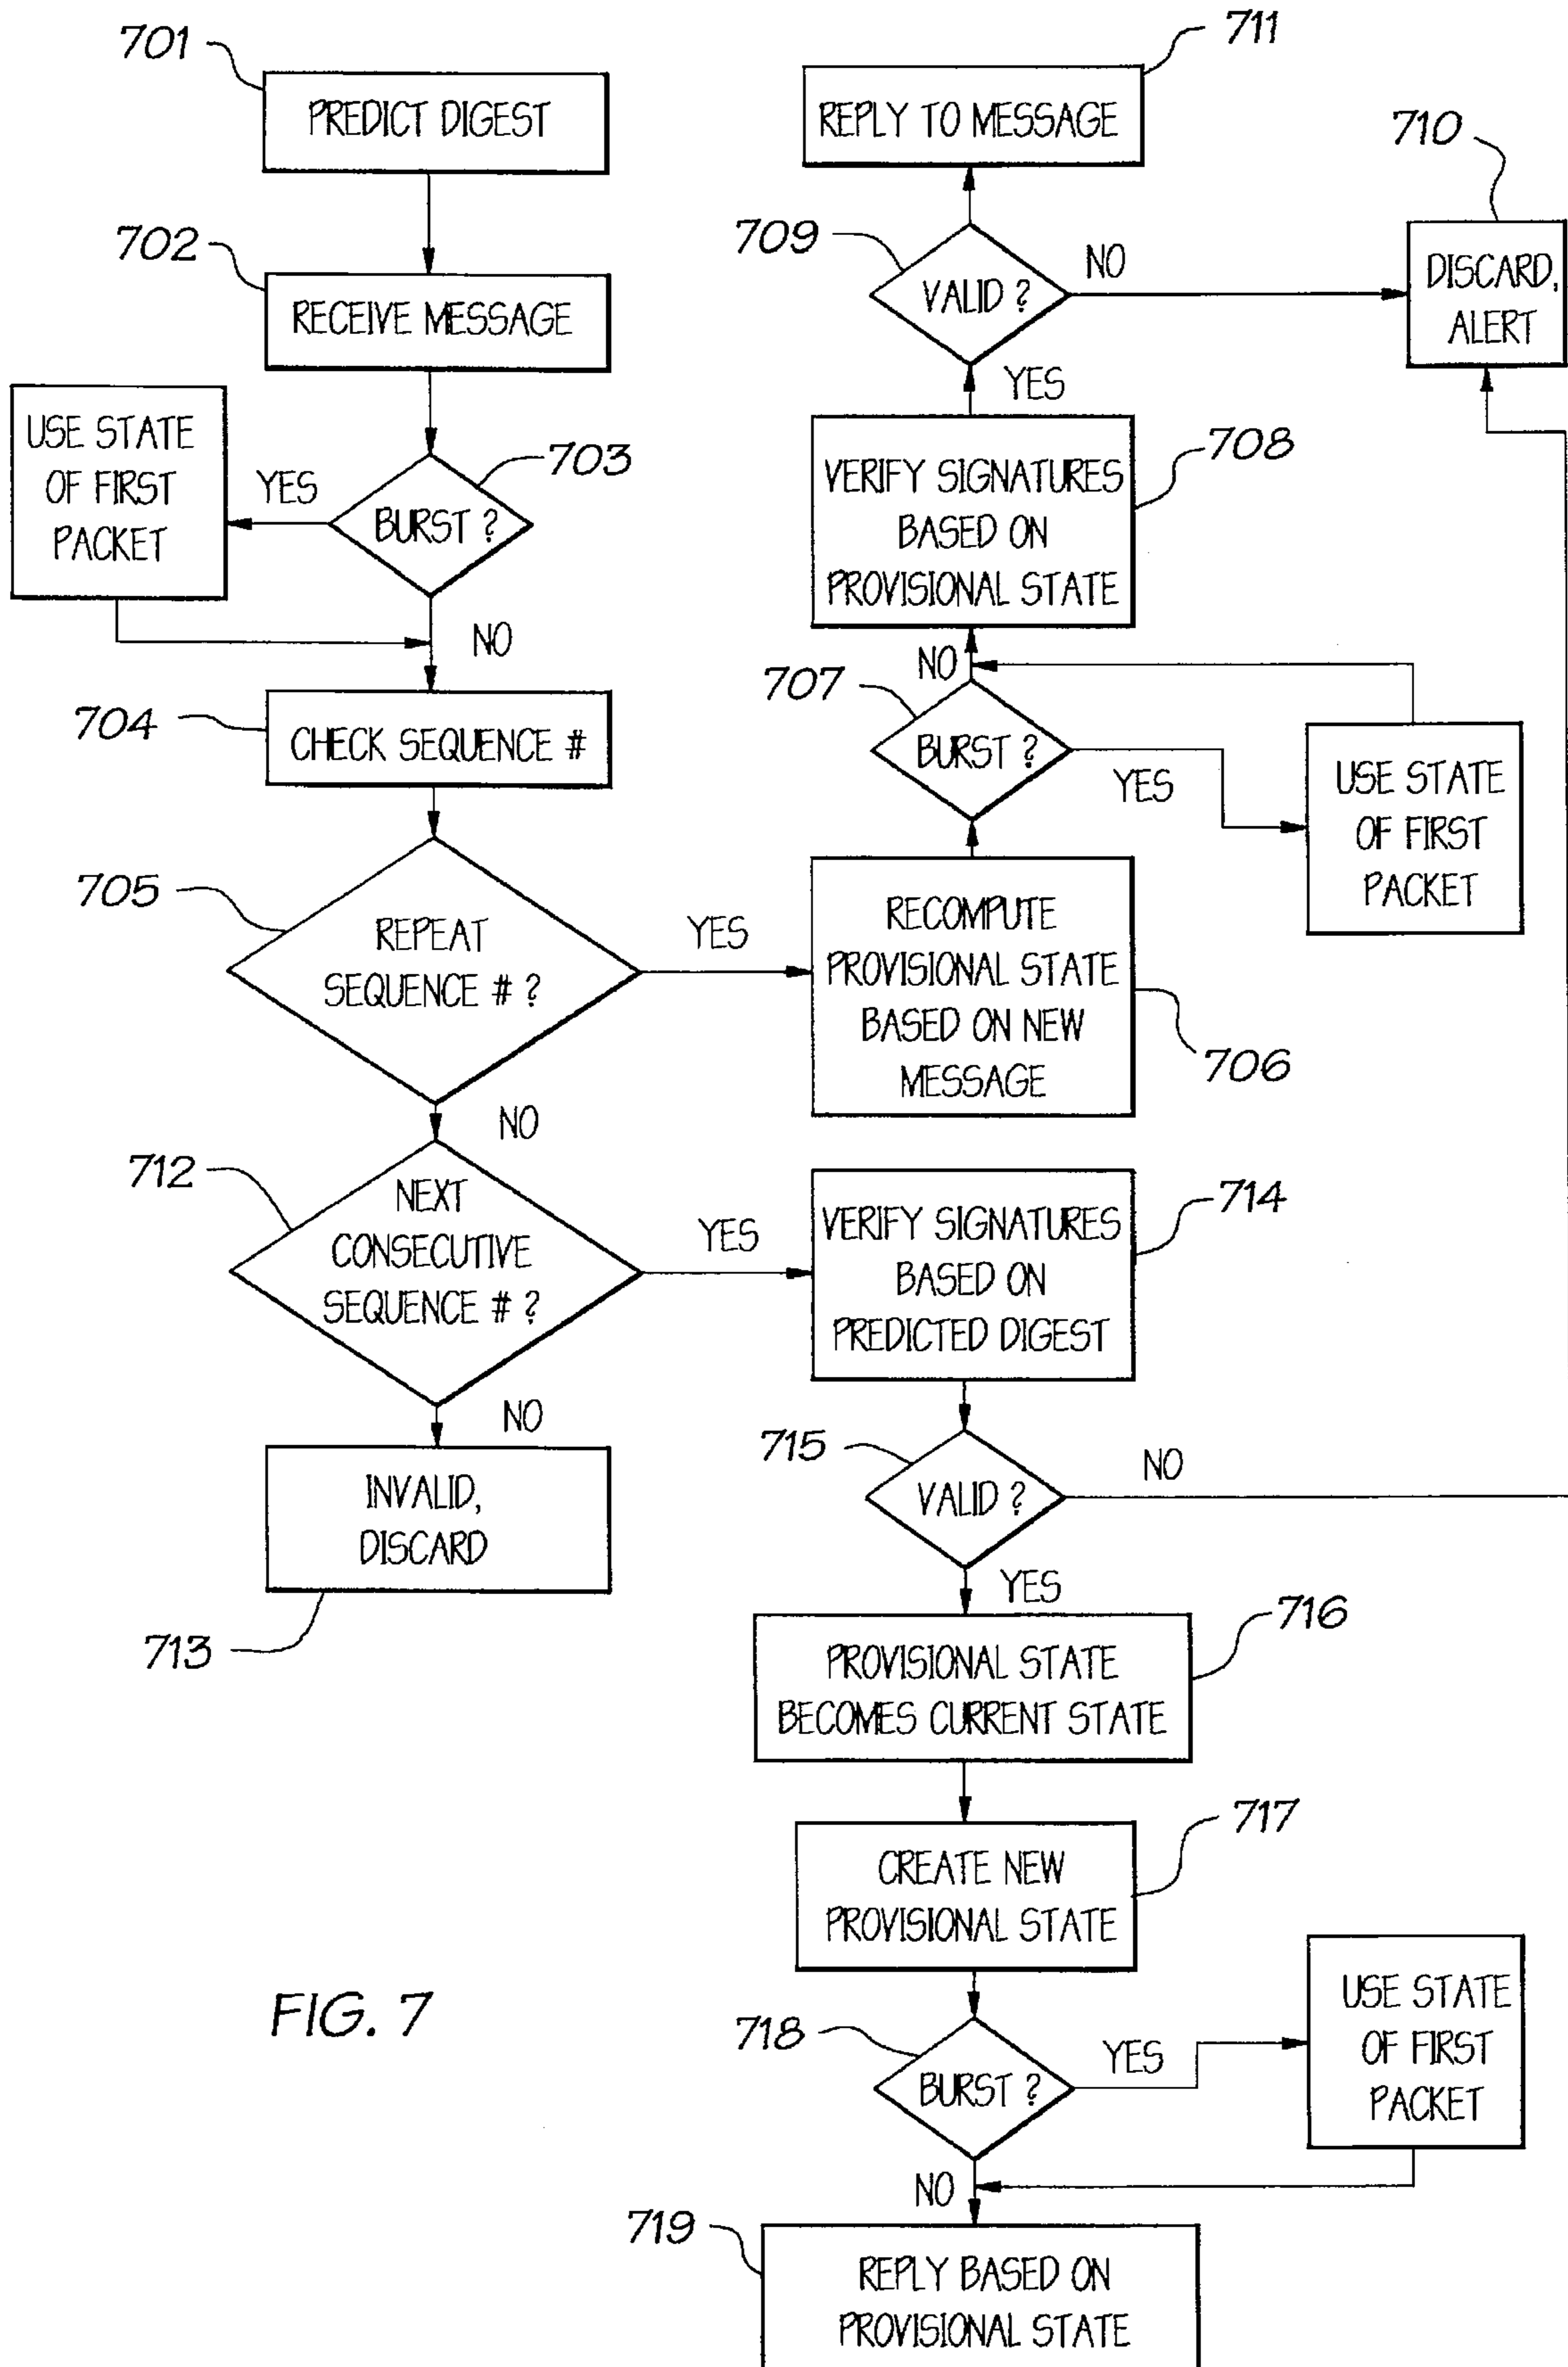 701
PREDICT DIGEST
702
RECEIVE MESSAGE
USE STATE
OF FIRST
PACKET
YES
703
BURST ?
NO
704
CHECK SEQUENCE #
705
REPEAT
SEQUENCE # ?
YES
NO
712
NEXT
CONSECUTIVE
SEQUENCE # ?
YES
NO
INVALID,
DISCARD
713
711
REPLY TO MESSAGE
710
DISCARD,
ALERT
709
VALID ?
NO
YES
708
VERIFY SIGNATURES
BASED ON
PROVISIONAL STATE
NO
707
BURST ?
YES
USE STATE
OF FIRST
PACKET
RECOMPUTE
PROVISIONAL STATE
BASED ON NEW
MESSAGE
706
714
VERIFY SIGNATURES
BASED ON
PREDICTED DIGEST
715
VALID ?
NO
YES
716
PROVISIONAL STATE
BECOMES CURRENT STATE
717
CREATE NEW
PROVISIONAL STATE
718
BURST ?
YES
USE STATE
OF FIRST
PACKET
NO
719
REPLY BASED ON
PROVISIONAL STATE
FIG. 7